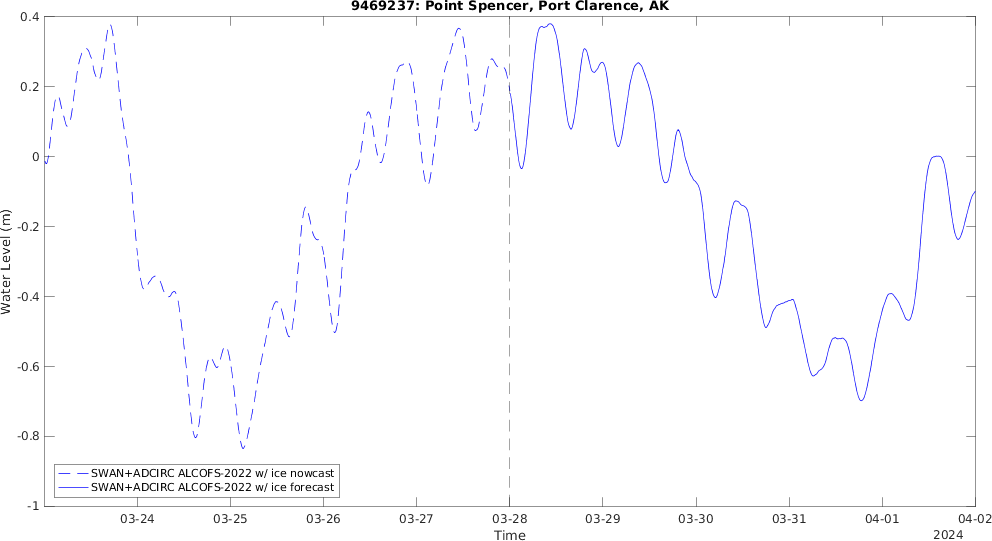 9469237: Point Spencer, Port Clarence, AK
0.4
0.2
0
-0.2
-0.4
-0.6
-0.8
-1
Water Level (m)
SWAN+ADCIRC ALCOFS-2022 w/ ice nowcast
SWAN+ADCIRC ALCOFS-2022 w/ ice forecast
03-24 03-25 03-26 03-27 03-28 03-29 03-30 03-31 04-01 04-02
Time
2024